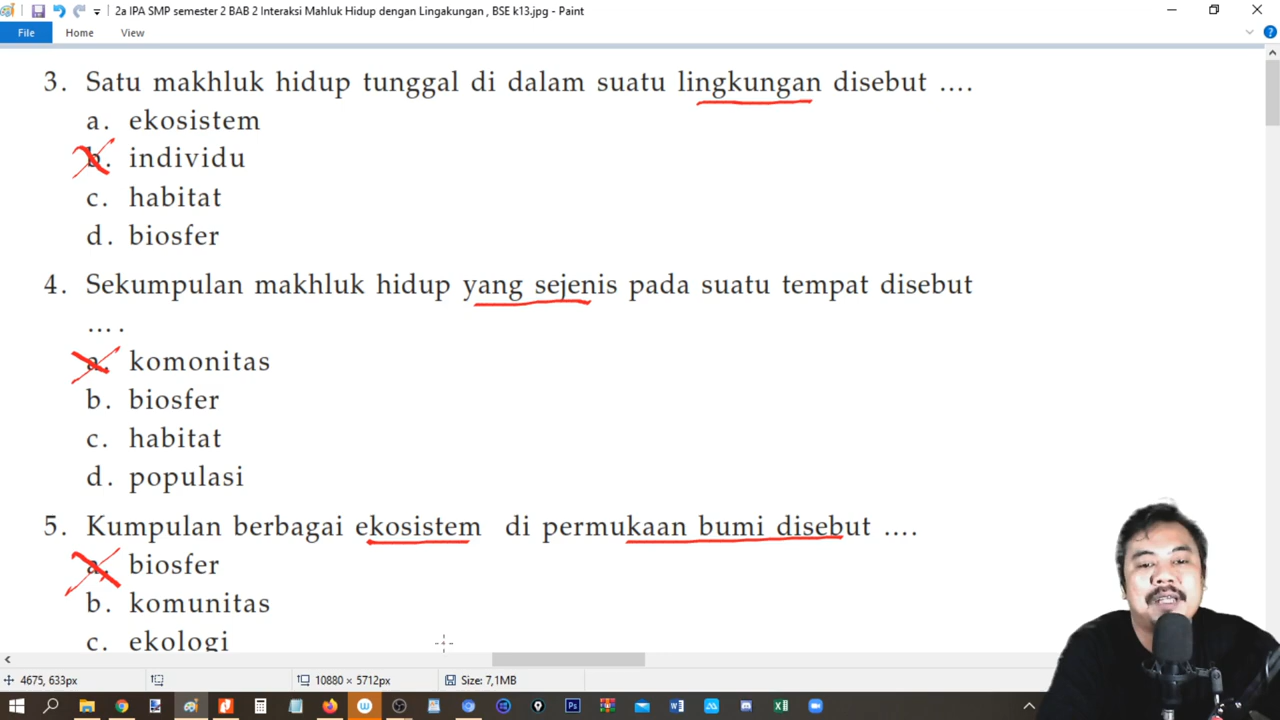 2a IPA SMP semester 2 BAB 2 Interaksi Mahluk Hidup dengan Lingakungan , BSE k13.jpg - Paint
File Home View
3. Satu makhluk hidup tunggal di dalam suatu lingkungan disebut ....
a. ekosistem
b. individu
c. habitat
d. biosfer
4. Sekumpulan makhluk hidup yang sejenis pada suatu tempat disebut
....
a. komonitas
b. biosfer
c. habitat
d. populasi
5. Kumpulan berbagai ekosistem di permukaan bumi disebut ....
a. biosfer
b. komunitas
c. ekologi
4675, 633px 10880 × 5712px Size: 7,1MB